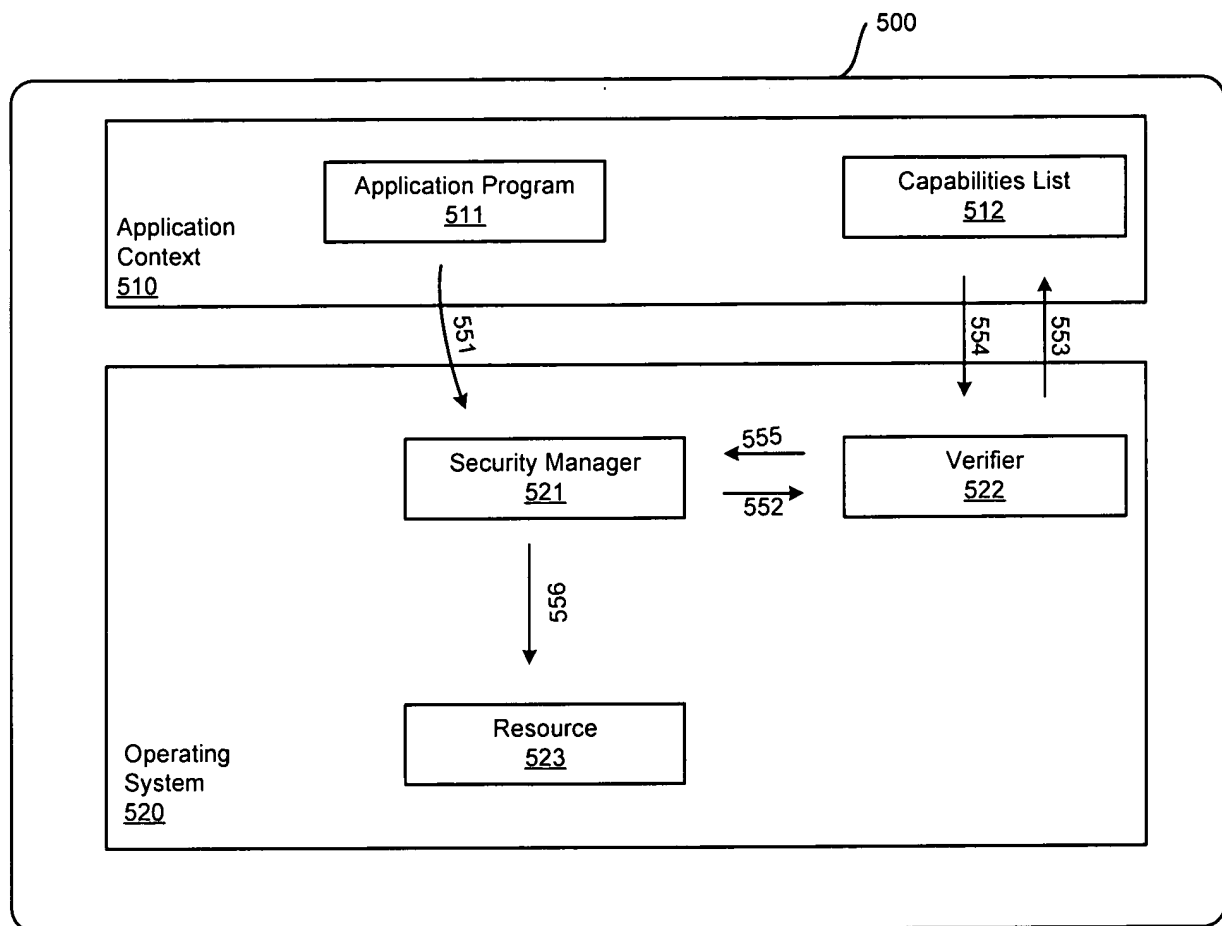 500
Application Program
511
Capabilities List
512
Application
Context
510
551
554
553
Security Manager
521
555
552
Verifier
522
556
Resource
523
Operating
System
520